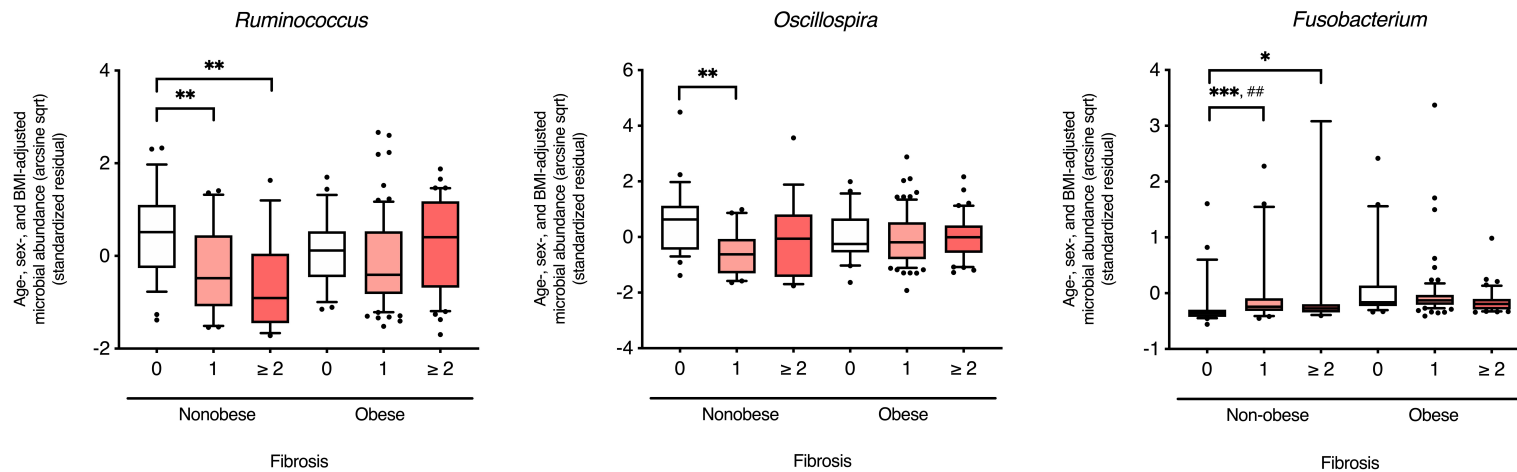 Ruminococcus
Age-, sex-, and BMI-adjusted
microbial abundance (arcsine sqrt)
(standardized residual)
4
2
0
-2
**
**
0 1 ≥ 2 0 1 ≥ 2
Nonobese Obese
Fibrosis
Oscillospira
Age-, sex-, and BMI-adjusted
microbial abundance (arcsine sqrt)
(standardized residual)
6
4
2
0
-2
-4
**
0 1 ≥ 2 0 1 ≥ 2
Nonobese Obese
Fibrosis
Fusobacterium
Age-, sex-, and BMI-adjusted
microbial abundance (arcsine sqrt)
(standardized residual)
4
3
2
1
0
-1
*
***, ##
0 1 ≥ 2 0 1 ≥ 2
Non-obese Obese
Fibrosis